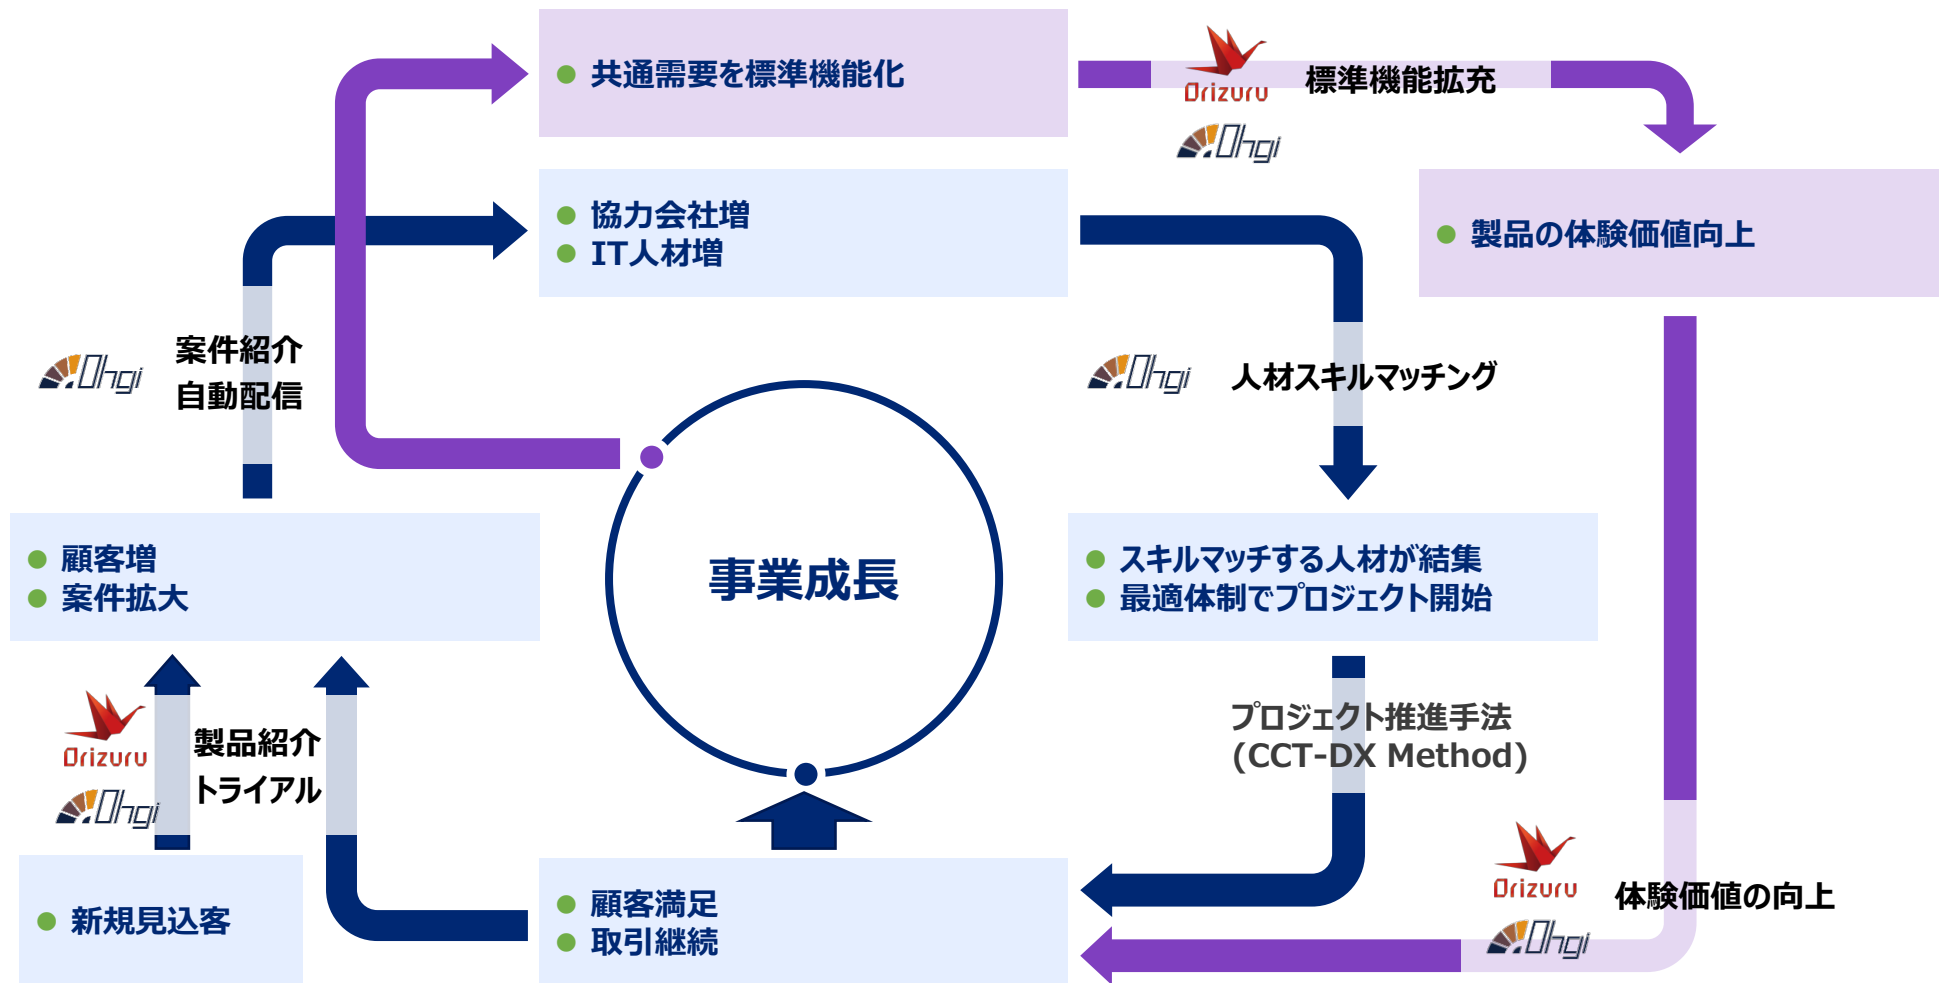 共通需要を標準機能化
Orizuru
標準機能拡充
Ohgi
協力会社増
IT人材増
製品の体験価値向上
Ohgi
案件紹介
自動配信
Ohgi
人材スキルマッチング
顧客増
案件拡大
事業成長
スキルマッチする人材が結集
最適体制でプロジェクト開始
Orizuru
Ohgi
製品紹介
トライアル
プロジェクト推進手法
(CCT-DX Method)
新規見込客
顧客満足
取引継続
Orizuru
Ohgi
体験価値の向上